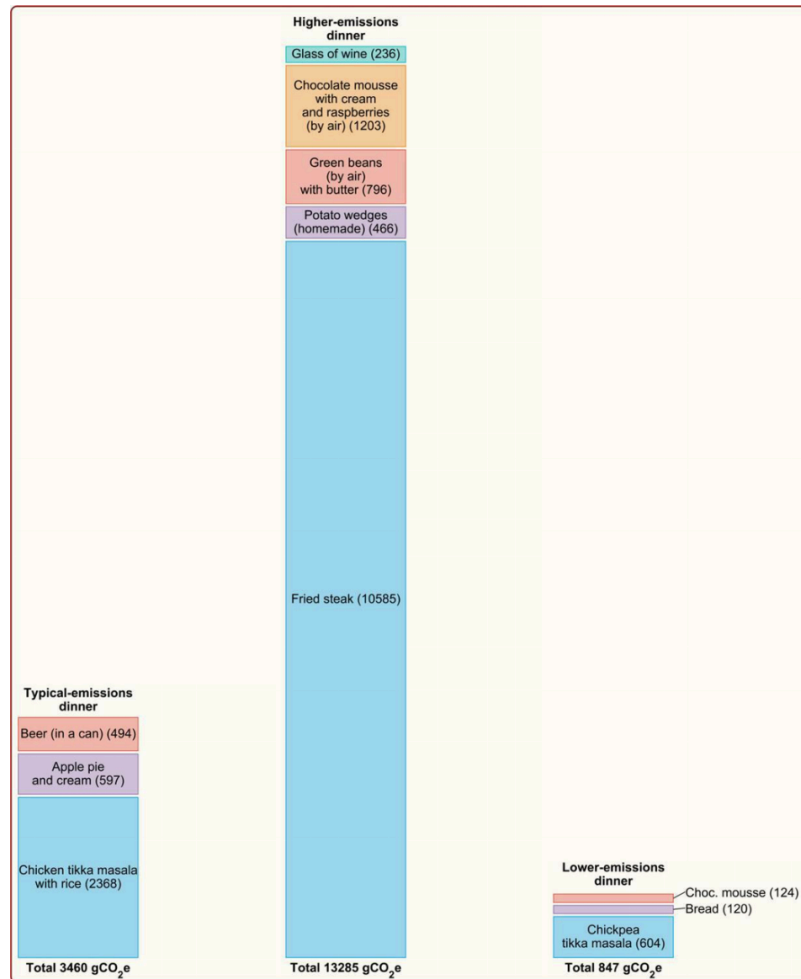 Higher-emissions
dinner
Glass of wine (236)
Chocolate mousse
with cream
and raspberries
(by air) (1203)
Green beans
(by air)
with butter (796)
Potato wedges
(homemade) (466)
Fried steak (10585)
Total 13285 gCO₂e
Typical-emissions
dinner
Beer (in a can) (494)
Apple pie
and cream (597)
Chicken tikka masala
with rice (2368)
Total 3460 gCO₂e
Lower-emissions
dinner
Choc. mousse (124)
Bread (120)
Chickpea
tikka masala (604)
Total 847 gCO₂e